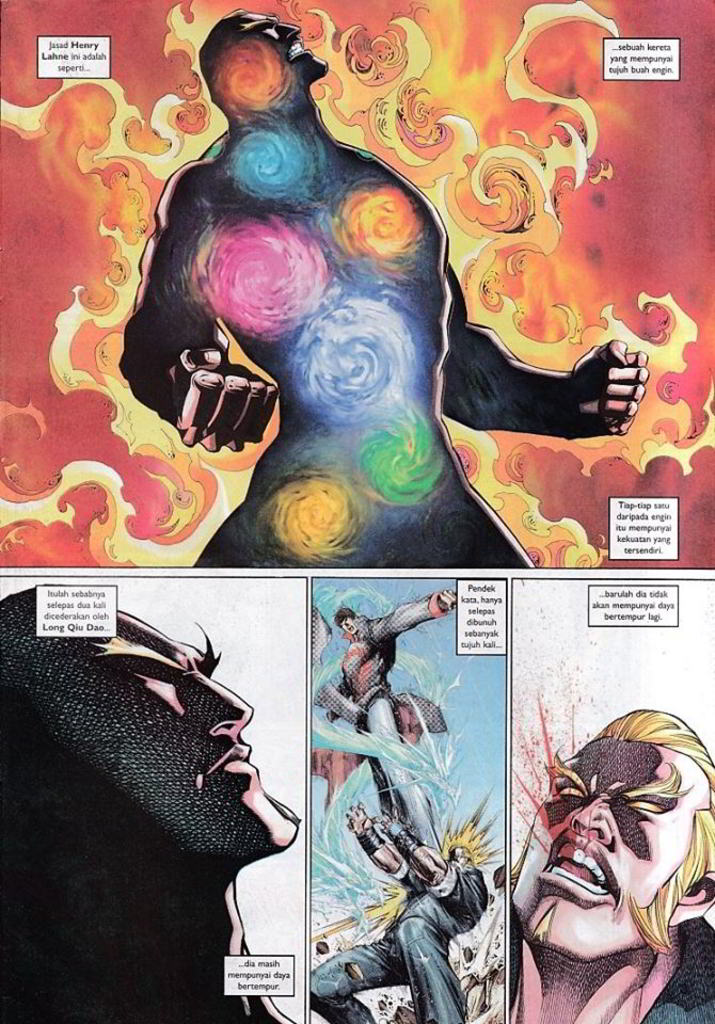 Jasad Henry
Lahne ini adalah
seperti...
...sebuah kereta
yang mempunyai
tujuh buah engin.
Tiap-tiap satu
daripada engin
itu mempunyai
kekuatan yang
tersendiri.
Itulah sebabnya
selepas dua kali
dicederakan oleh
Long Qiu Dao...
...dia masih
mempunyai daya
bertempur.
Pendek
kata, hanya
selepas
dibunuh
sebanyak
tujuh kali...
...barulah dia tidak
akan mempunyai daya
bertempur lagi.